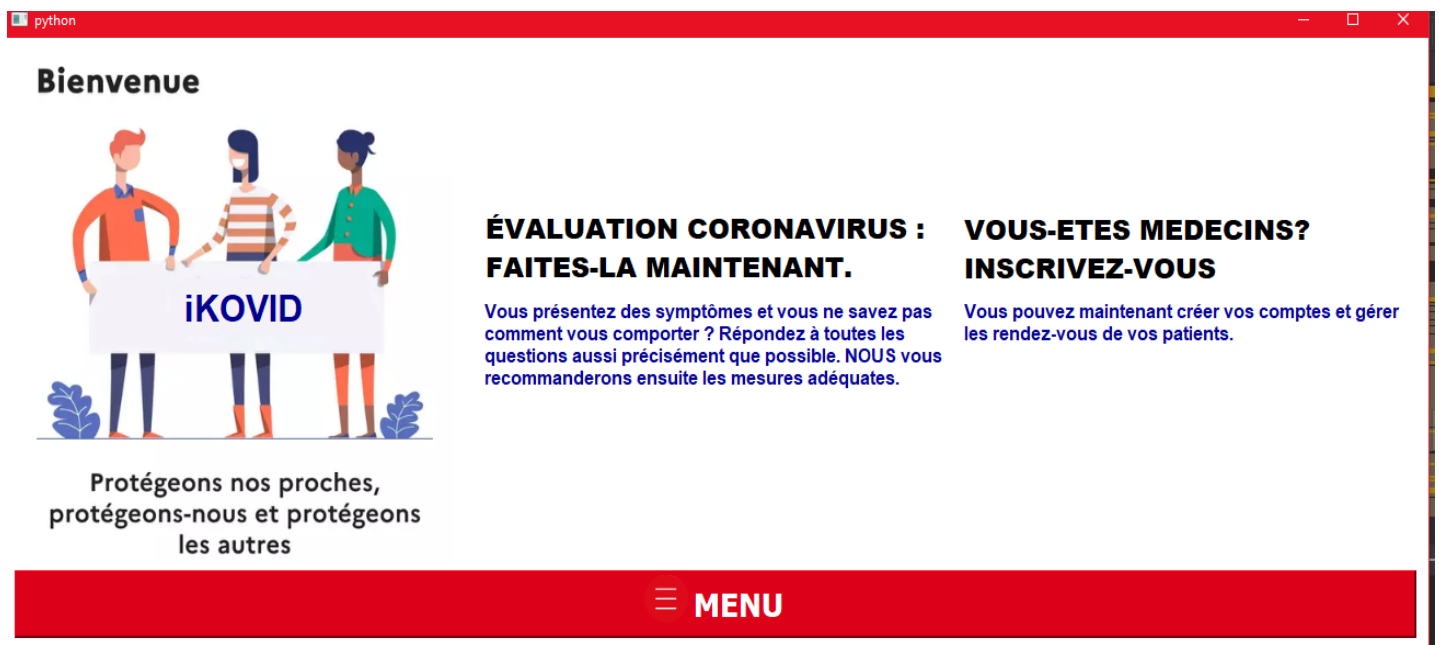 python
Bienvenue
iKOVID
Protégeons nos proches,
protégeons-nous et protégeons
les autres
ÉVALUATION CORONAVIRUS :
FAITES-LA MAINTENANT.
Vous présentez des symptômes et vous ne savez pas
comment vous comporter ? Répondez à toutes les
questions aussi précisément que possible. NOUS vous
recommanderons ensuite les mesures adéquates.
VOUS-ETES MEDECINS?
INSCRIVEZ-VOUS
Vous pouvez maintenant créer vos comptes et gérer
les rendez-vous de vos patients.
MENU